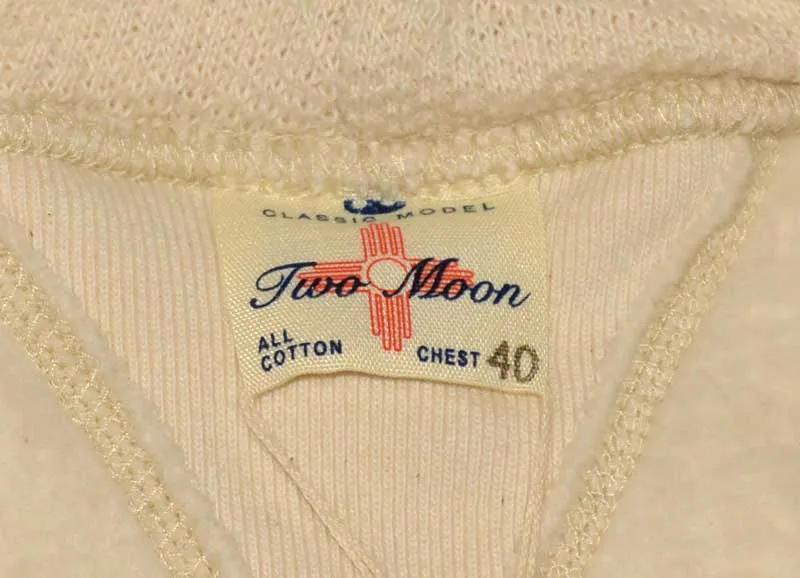 CLASSIC MODEL
Two Moon
ALL
COTTON
CHEST 40